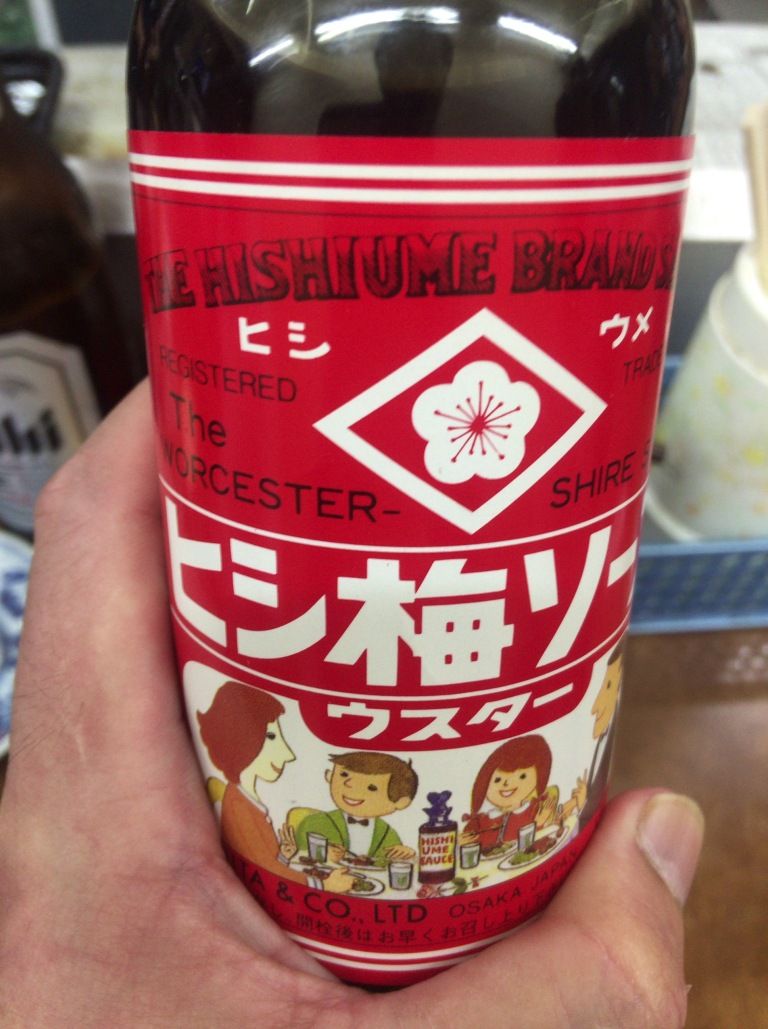 THE HISHIUME BRAND
ヒシ ウメ
REGISTERED TRADE
The
WORCESTER- SHIRE
ヒシ梅ソー
ウスター
HISHI
UME
SAUCE
& CO., LTD OSAKA JAPAN
開栓後はお早くお召し上り下